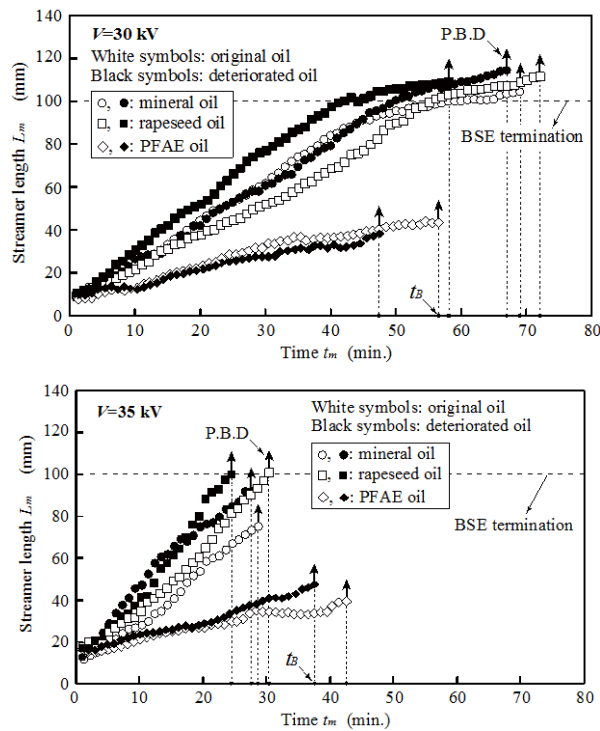 V=30 kV
White symbols: original oil
Black symbols: deteriorated oil
○, ●: mineral oil
□, ■: rapeseed oil
◇, ◆: PFAE oil
P.B.D
BSE termination
tB
Streamer length Lm (mm)
140
120
100
80
60
40
20
0
0 10 20 30 40 50 60 70 80
Time tm (min.)
V=35 kV
White symbols: original oil
Black symbols: deteriorated oil
○, ●: mineral oil
□, ■: rapeseed oil
◇, ◆: PFAE oil
P.B.D
BSE termination
tB
Streamer length Lm (mm)
140
120
100
80
60
40
20
0
0 10 20 30 40 50 60 70 80
Time tm (min.)